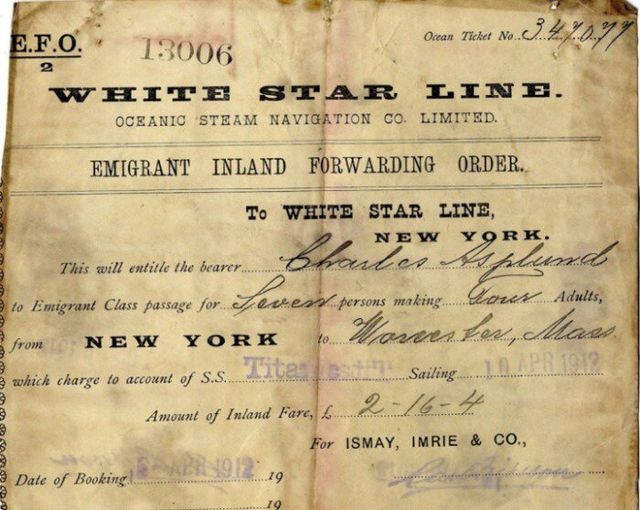 E.F.O.
2
13006
Ocean Ticket No. 347077
WHITE STAR LINE.
OCEANIC STEAM NAVIGATION CO. LIMITED.
EMIGRANT INLAND FORWARDING ORDER.
To WHITE STAR LINE,
NEW YORK.
This will entitle the bearer Charles Asplund
to Emigrant Class passage for Seven persons making Four Adults,
from NEW YORK to Worcester, Mass
which charge to account of S.S. Titanic Sailing 10 APR 1912
Amount of Inland Fare, £ 2-16-4
For ISMAY, IMRIE & CO.,
Date of Booking APR 1912 19
19